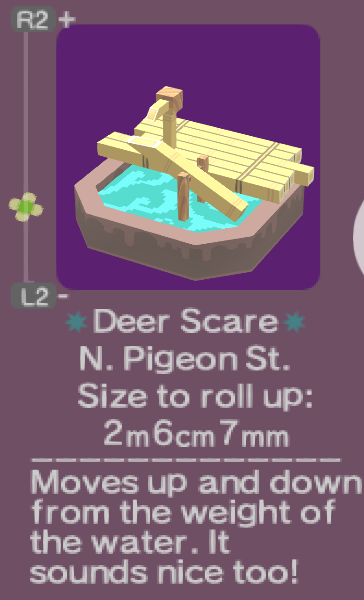 R2 +
L2 -
Deer Scare
N. Pigeon St.
Size to roll up:
2m6cm7mm
Moves up and down
from the weight of
the water. It
sounds nice too!